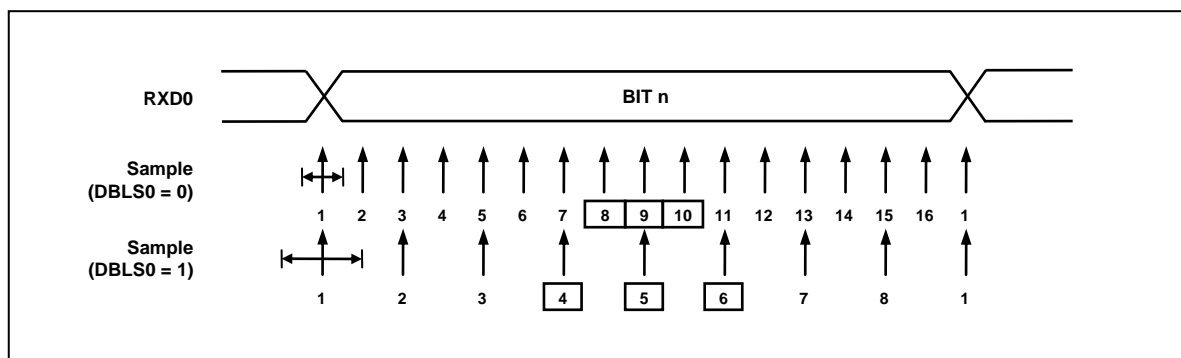 RXD0 BIT n
Sample
(DBLS0 = 0)
1 2 3 4 5 6 7 8 9 10 11 12 13 14 15 16 1
Sample
(DBLS0 = 1)
1 2 3 4 5 6 7 8 1